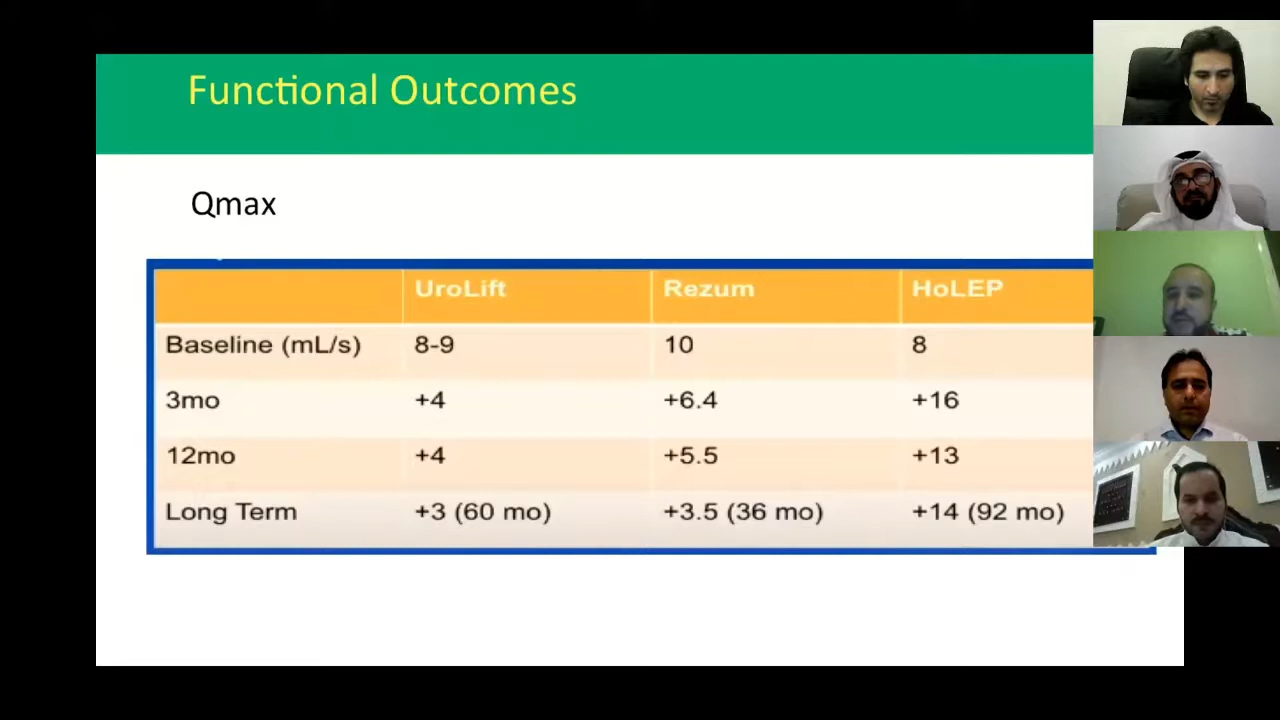 Functional Outcomes
Qmax
UroLift Rezum HoLEP
Baseline (mL/s) 8-9 10 8
3mo +4 +6.4 +16
12mo +4 +5.5 +13
Long Term +3 (60 mo) +3.5 (36 mo) +14 (92 mo)